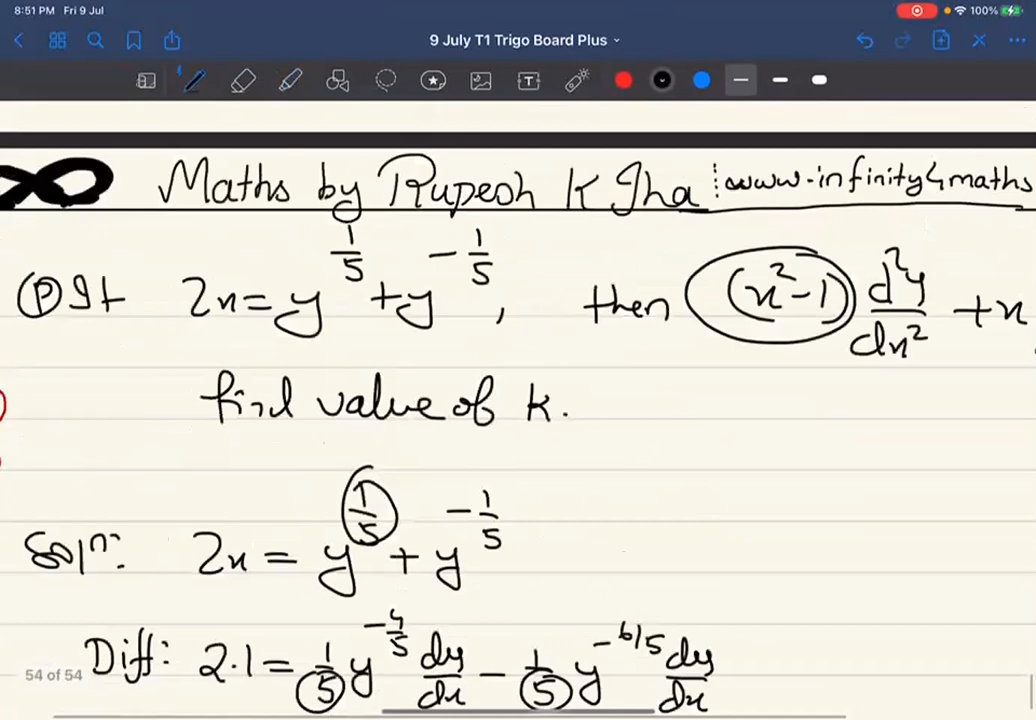 8:51 PM Fri 9 Jul 100%
9 July T1 Trigo Board Plus
Maths by Rupesh K Jha www.infinity4maths
(P) If 2x = y^{1/5} + y^{-1/5}, then (x²-1) d²y/dx² + x
find value of k.
Soln: 2x = y^{1/5} + y^{-1/5}
Diff: 2·1 = 1/5 y^{-4/5} dy/dx - 1/5 y^{-6/5} dy/dx
54 of 54